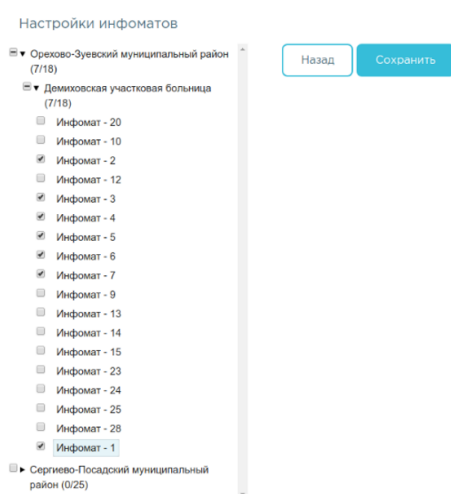 Настройки инфоматов
Орехово-Зуевский муниципальный район
(7/18)
Назад
Сохранить
Демиховская участковая больница
(7/18)
Инфомат - 20
Инфомат - 10
Инфомат - 2
Инфомат - 12
Инфомат - 3
Инфомат - 4
Инфомат - 5
Инфомат - 6
Инфомат - 7
Инфомат - 9
Инфомат - 13
Инфомат - 14
Инфомат - 15
Инфомат - 23
Инфомат - 24
Инфомат - 25
Инфомат - 28
Инфомат - 1
Сергиево-Посадский муниципальный
район (0/25)